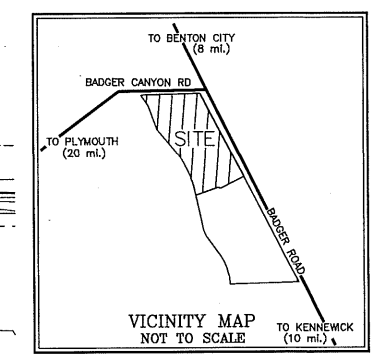 TO BENTON CITY
(8 mi.)
BADGER CANYON RD
SITE
TO PLYMOUTH
(20 mi.)
BADGER ROAD
VICINITY MAP
NOT TO SCALE
TO KENNEWICK
(10 mi.)